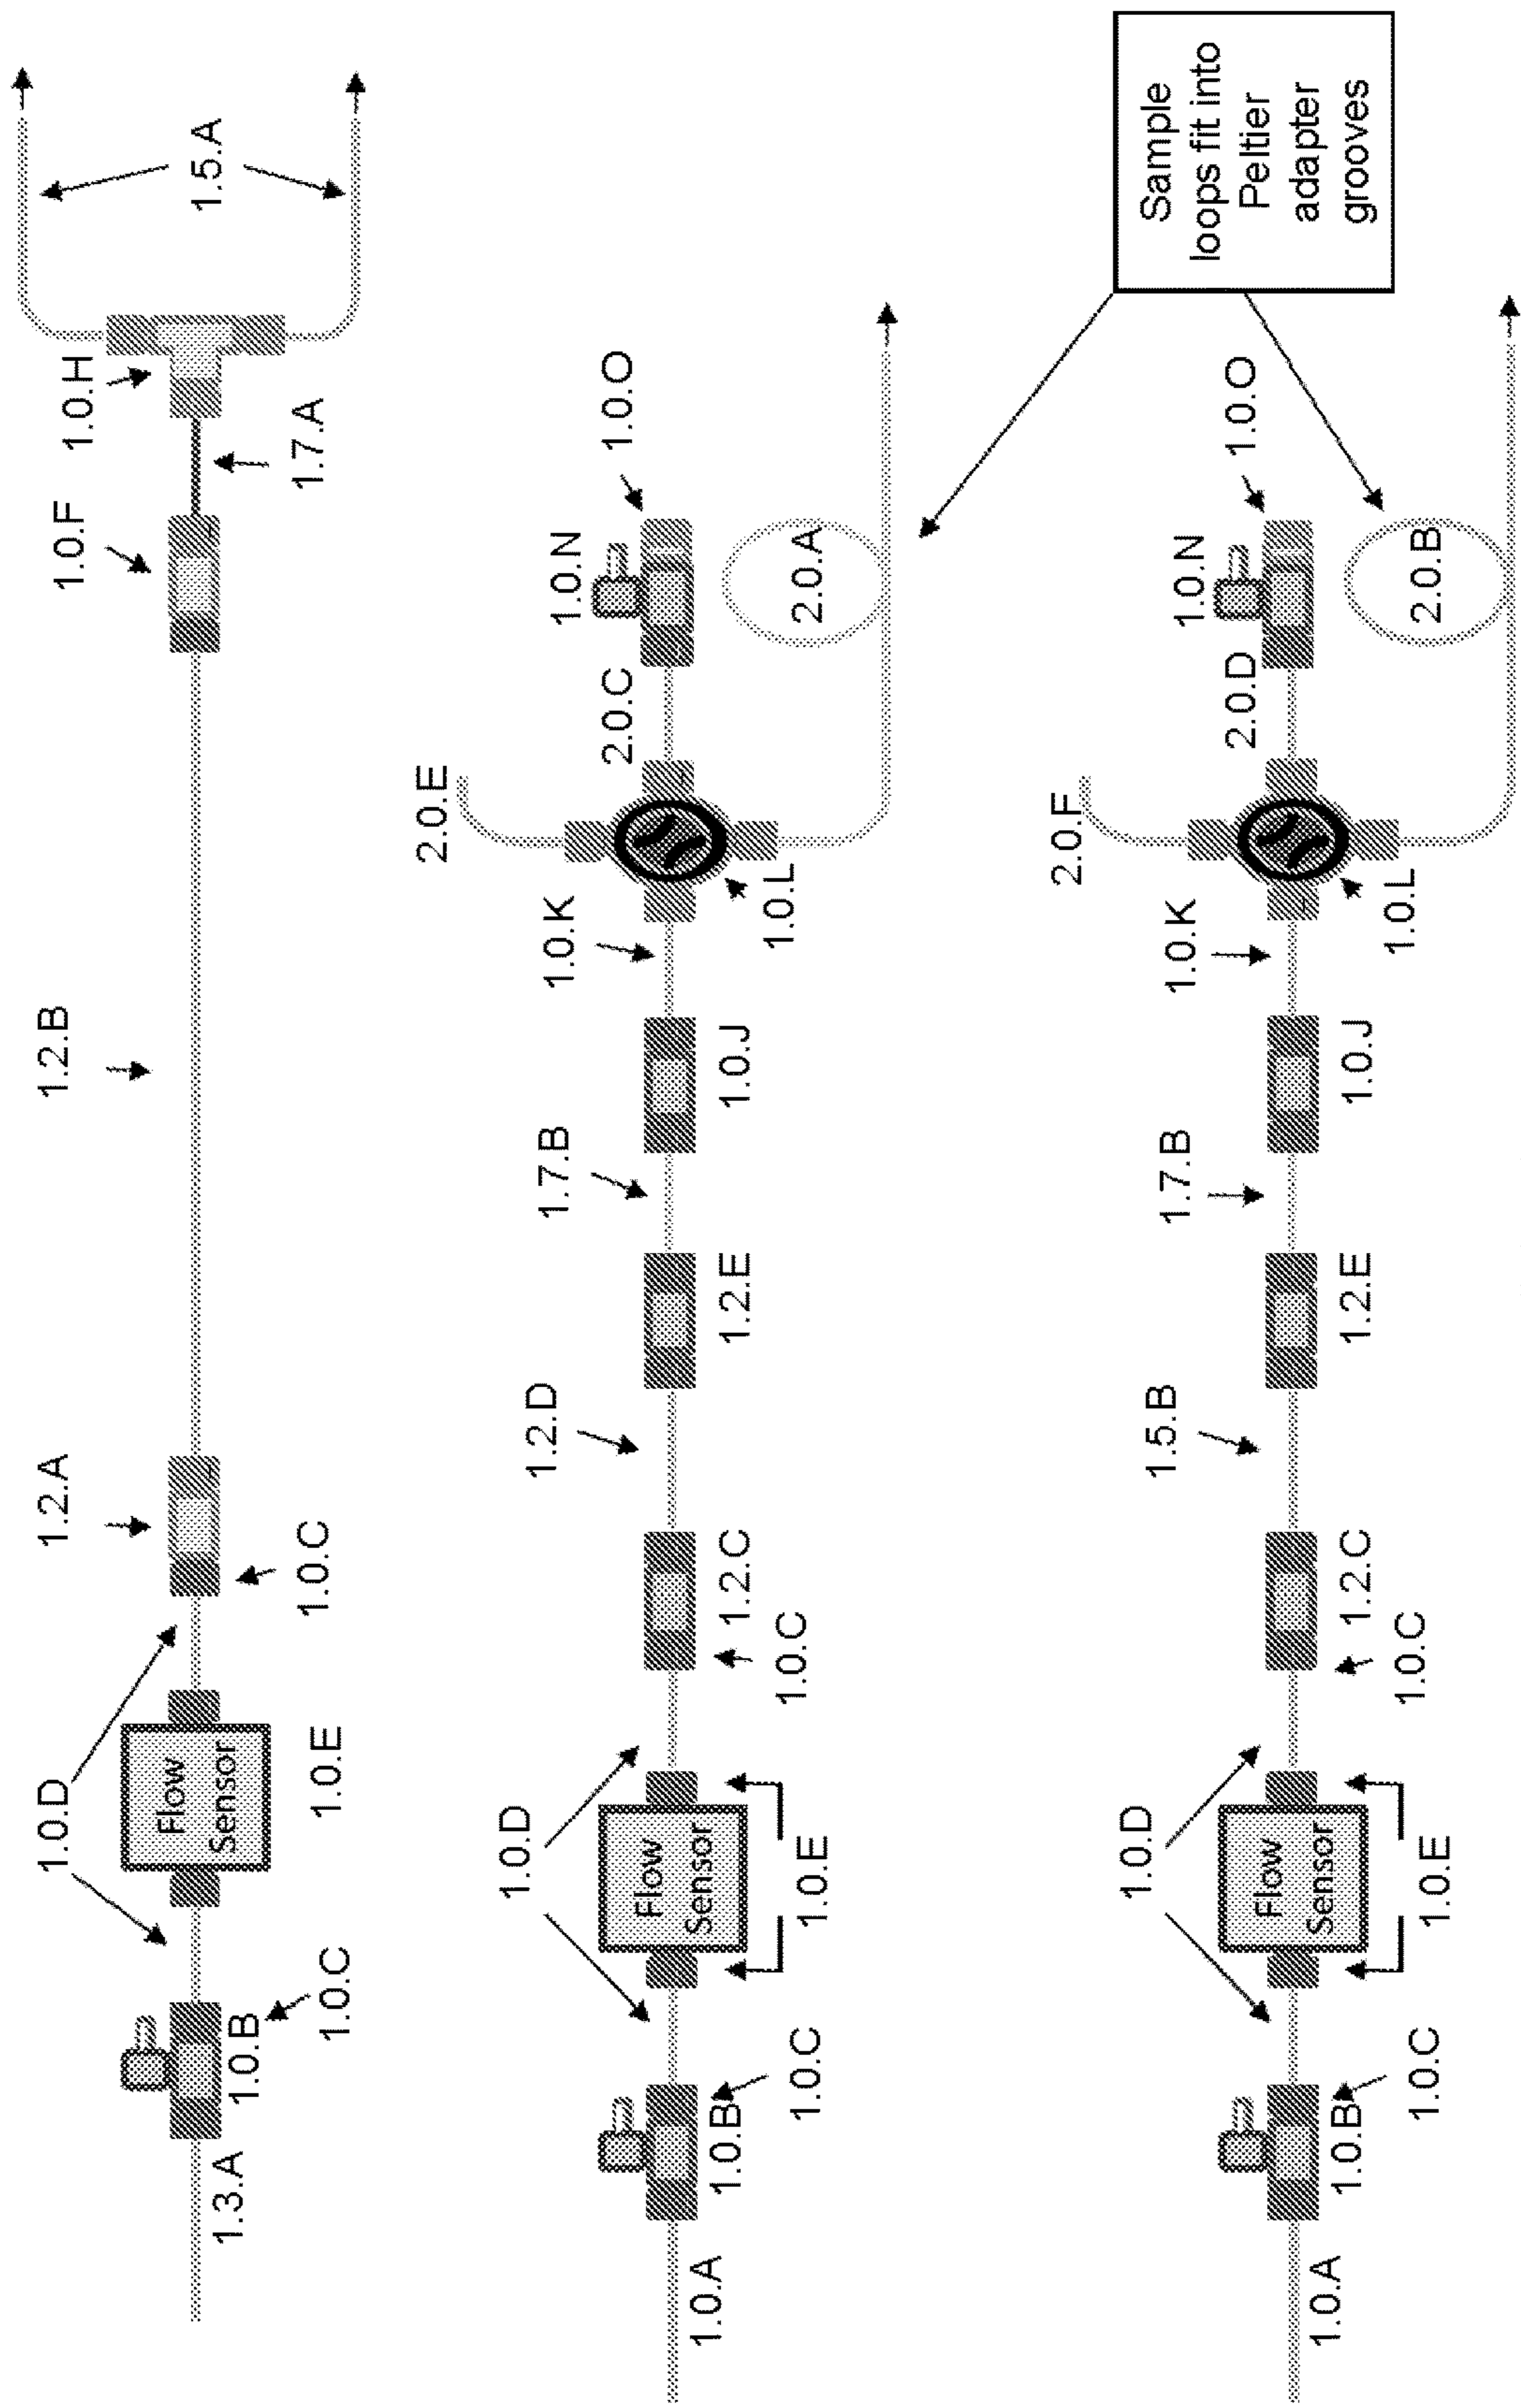 1.0.D
1.2.A
1.2.B
1.0.F
1.0.H
1.5.A
Flow
Sensor
1.3.A
1.0.B
1.0.C
1.0.E
1.0.C
1.7.A
2.0.E
1.0.D
1.2.D
1.7.B
1.0.K
2.0.C
1.0.N
1.0.O
Flow
Sensor
1.0.A
1.0.B
1.0.C
1.0.E
1.0.C
1.2.C
1.2.E
1.0.J
1.0.L
2.0.A
Sample
loops fit into
Peltier
adapter
grooves
2.0.F
1.0.D
1.5.B
1.7.B
1.0.K
2.0.D
1.0.N
1.0.O
Flow
Sensor
1.0.A
1.0.B
1.0.C
1.0.E
1.0.C
1.2.C
1.2.E
1.0.J
1.0.L
2.0.B